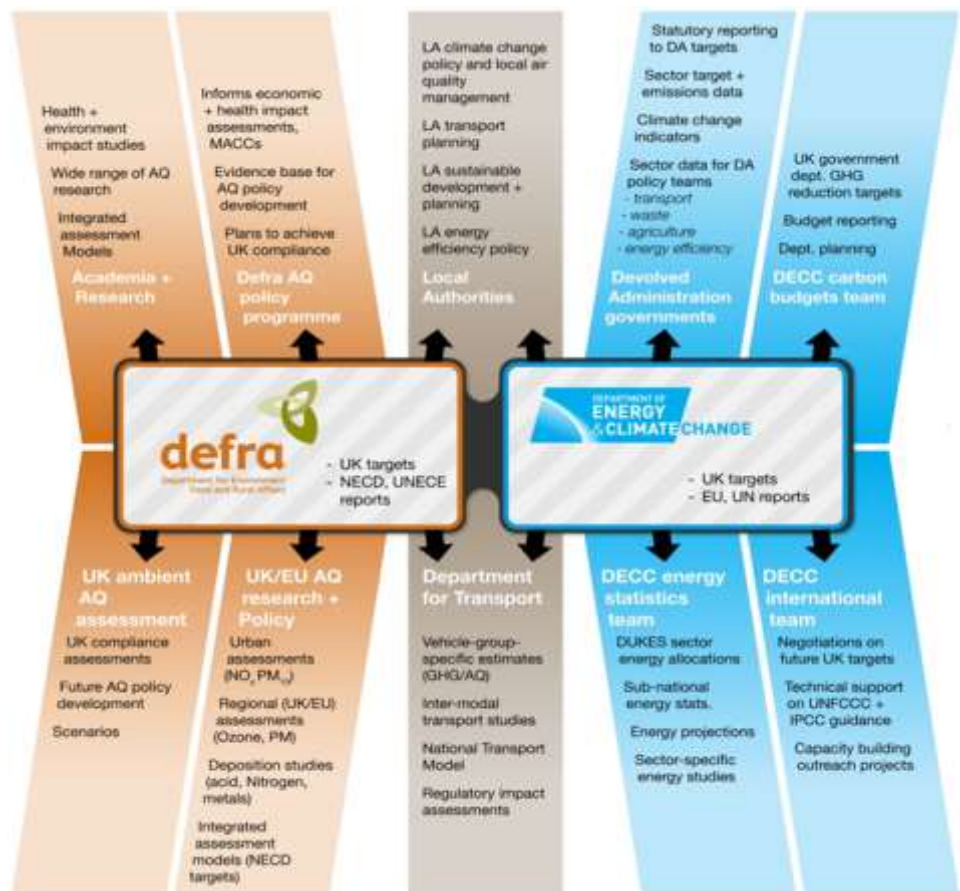 Health +
environment
impact studies
Wide range of AQ
research
Integrated
assessment
Models
Academia +
Research
Informs economic
+ health impact
assessments,
MACCs
Evidence base for
AQ policy
development
Plans to achieve
UK compliance
Defra AQ
policy
programme
LA climate change
policy and local air
quality
management
LA transport
planning
LA sustainable
development +
planning
LA energy
efficiency policy
Local
Authorities
Statutory reporting
to DA targets
Sector target +
emissions data
Climate change
indicators
Sector data for DA
policy teams
- transport
- waste
- agriculture
- energy efficiency
Devolved
Administration
governments
UK government
dept. GHG
reduction targets
Budget reporting
Dept. planning
DECC carbon
budgets team
defra
Department for Environment
Food and Rural Affairs
- UK targets
- NECD, UNECE
reports
DEPARTMENT OF
ENERGY
& CLIMATE CHANGE
- UK targets
- EU, UN reports
UK ambient
AQ
assessment
UK compliance
assessments
Future AQ policy
development
Scenarios
UK/EU AQ
research +
Policy
Urban
assessments
(NOx PM10)
Regional (UK/EU)
assessments
(Ozone, PM)
Deposition studies
(acid, Nitrogen,
metals)
Integrated
assessment
models (NECD
targets)
Department
for Transport
Vehicle-group-
specific estimates
(GHG/AQ)
Inter-modal
transport studies
National Transport
Model
Regulatory impact
assessments
DECC energy
statistics
team
DUKES sector
energy allocations
Sub-national
energy stats.
Energy projections
Sector-specific
energy studies
DECC
international
team
Negotiations on
future UK targets
Technical support
on UNFCCC +
IPCC guidance
Capacity building
outreach projects